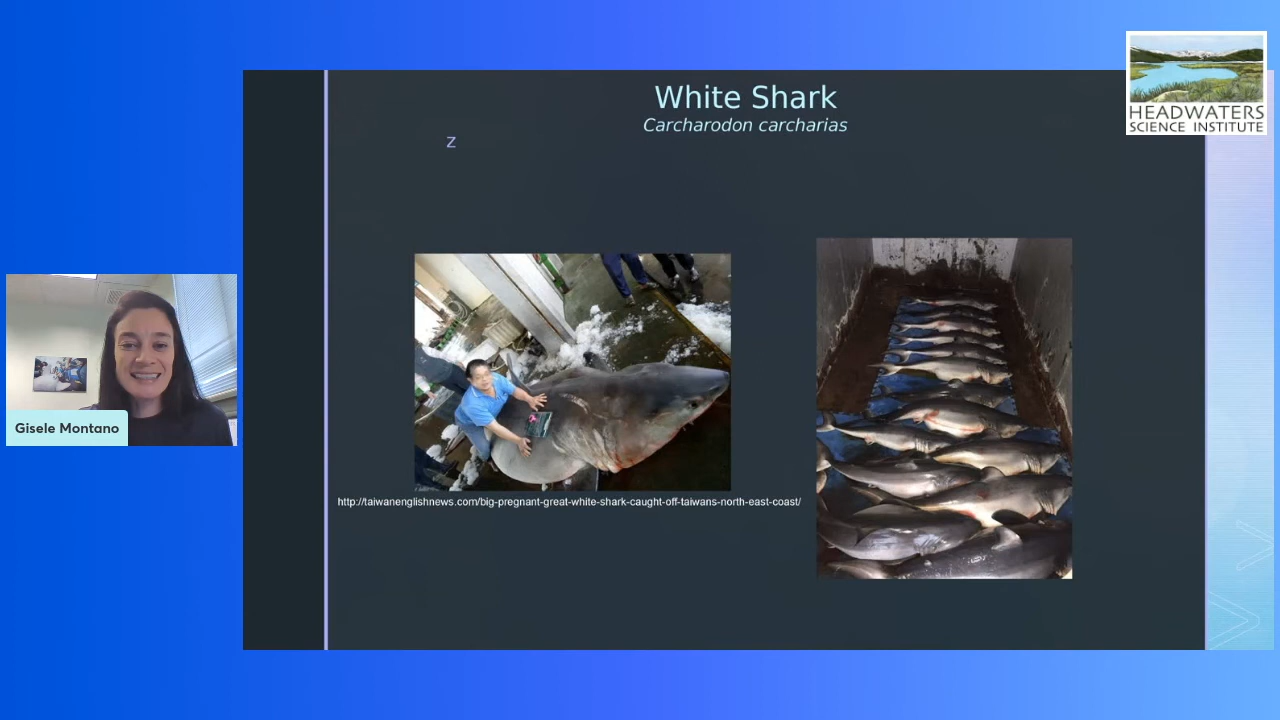 White Shark
Carcharodon carcharias
z
HEADWATERS
SCIENCE INSTITUTE
Gisele Montano
http://taiwanenglishnews.com/big-pregnant-great-white-shark-caught-off-taiwans-north-east-coast/